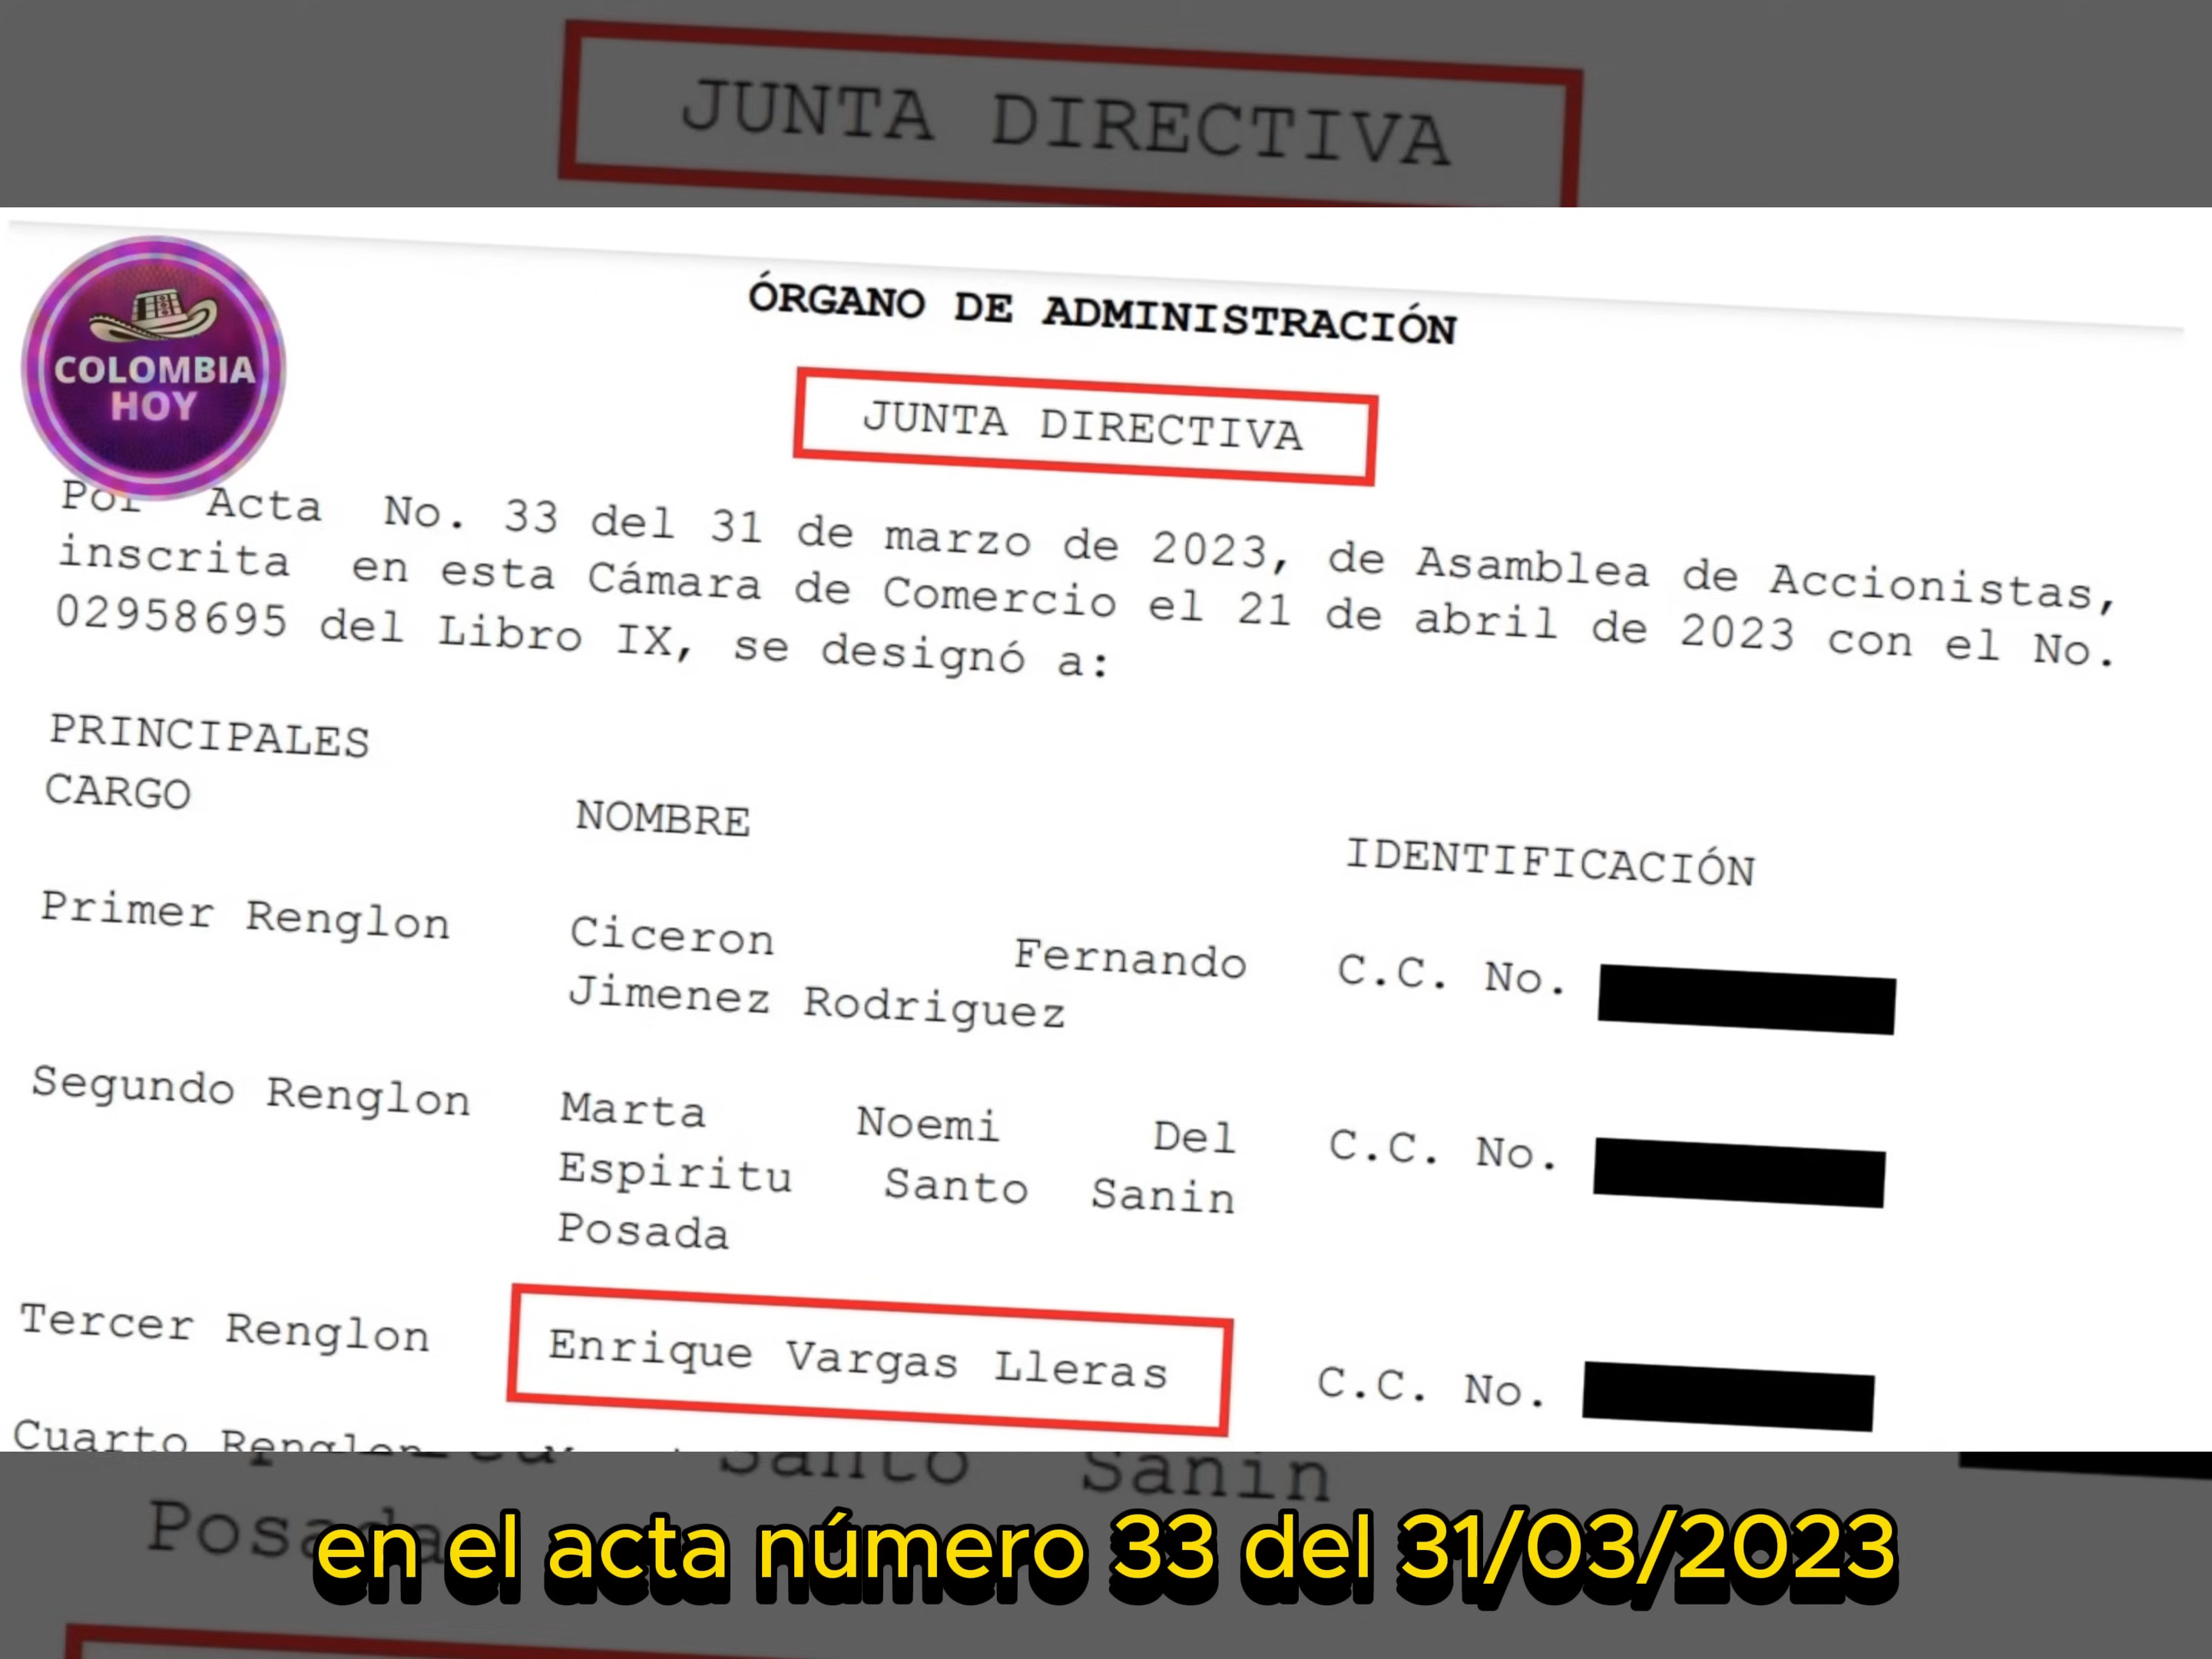 JUNTA DIRECTIVA
COLOMBIA
HOY
ÓRGANO DE ADMINISTRACIÓN
JUNTA DIRECTIVA
Por Acta No. 33 del 31 de marzo de 2023, de Asamblea de Accionistas,
inscrita en esta Cámara de Comercio el 21 de abril de 2023 con el No.
02958695 del Libro IX, se designó a:
PRINCIPALES
CARGO NOMBRE IDENTIFICACIÓN
Primer Renglon Ciceron Fernando C.C. No.
Jimenez Rodriguez
Segundo Renglon Marta Noemi Del C.C. No.
Espiritu Santo Sanin
Posada
Tercer Renglon Enrique Vargas Lleras C.C. No.
Cuarto Renglon
Santo Sanin
Posada
en el acta número 33 del 31/03/2023